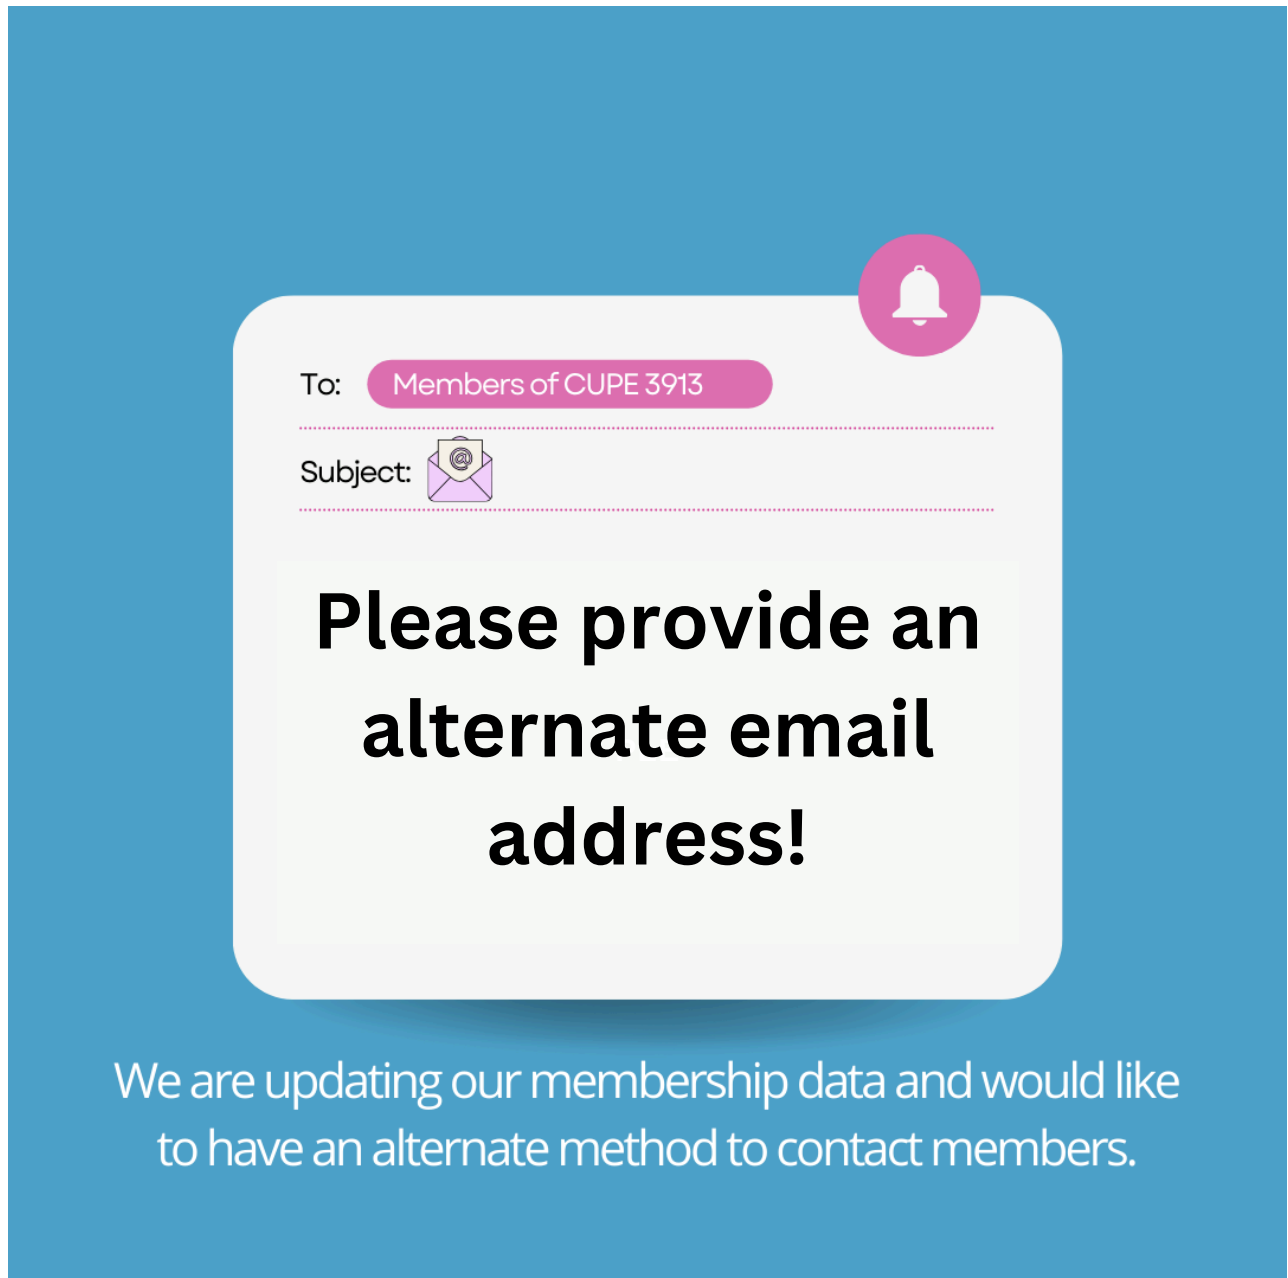 To: Members of CUPE 3913
Subject: @
Please provide an
alternate email
address!
We are updating our membership data and would like
to have an alternate method to contact members.